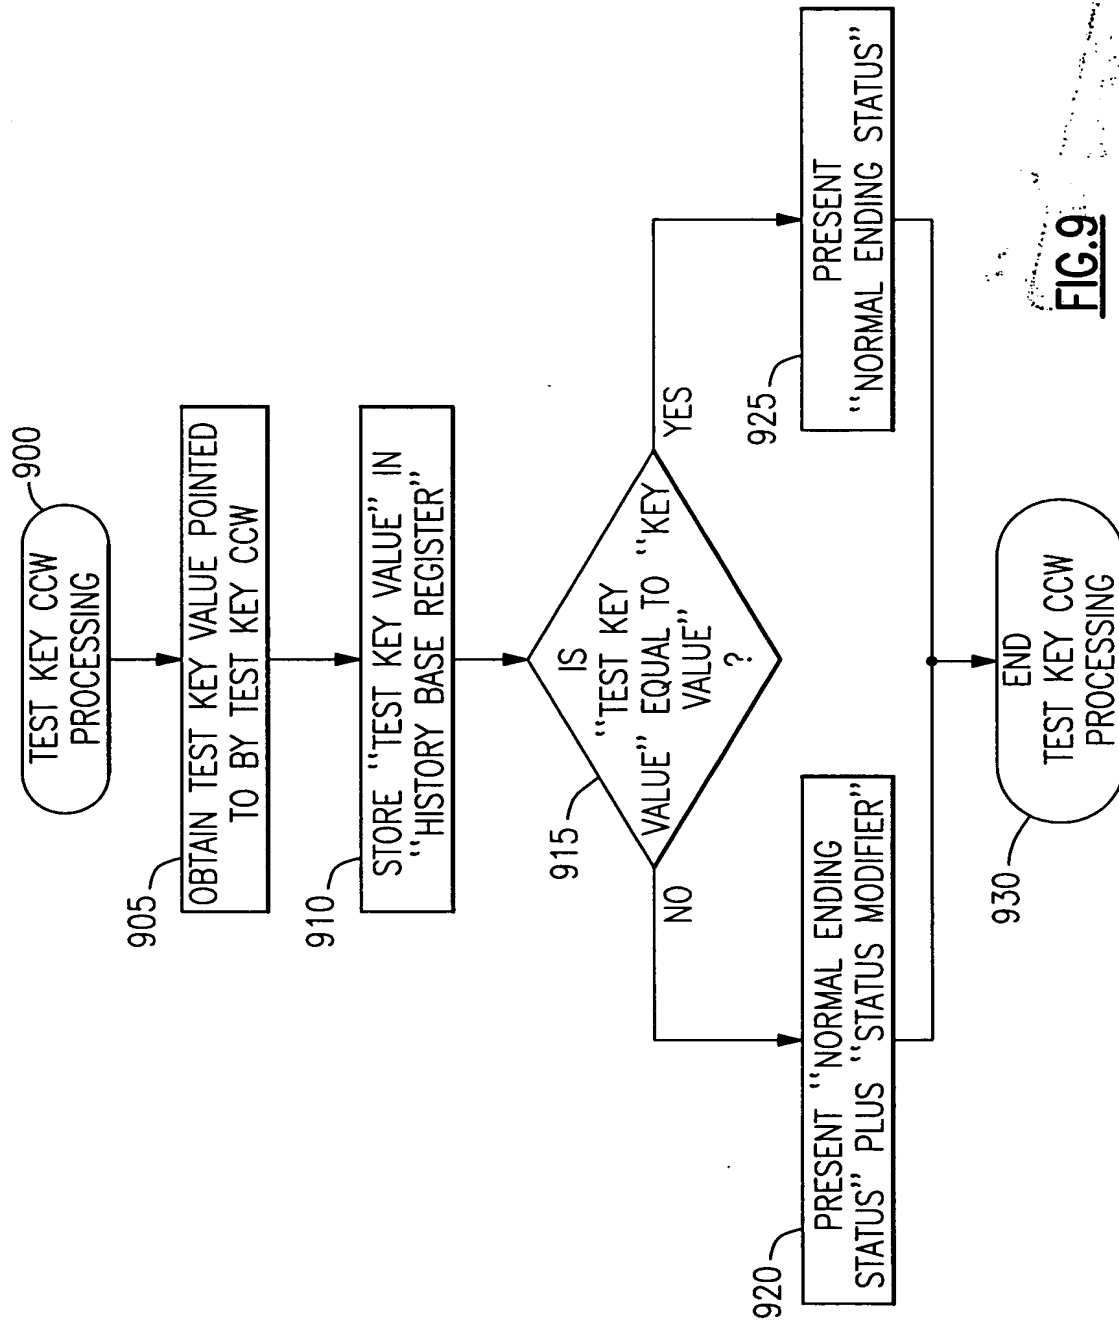 TEST KEY CCW
PROCESSING
900
OBTAIN TEST KEY VALUE POINTED
TO BY TEST KEY CCW
905
STORE "TEST KEY VALUE" IN
"HISTORY BASE REGISTER"
910
IS
"TEST KEY
VALUE" EQUAL TO "KEY
VALUE"
?
915
NO
YES
PRESENT "NORMAL ENDING
STATUS" PLUS "STATUS MODIFIER"
920
PRESENT
"NORMAL ENDING STATUS"
925
END
TEST KEY CCW
PROCESSING
930
FIG.9